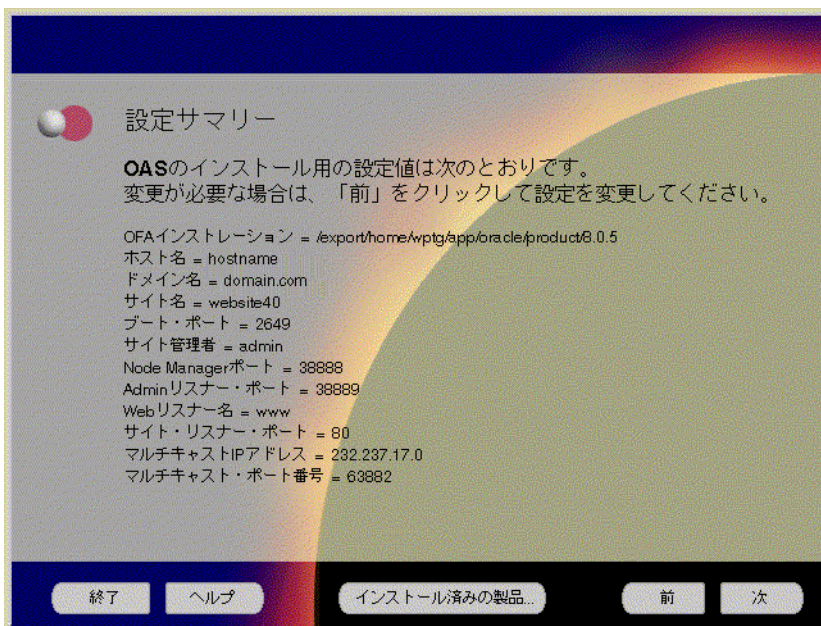 設定サマリー
OASのインストール用の設定値は次のとおりです。
変更が必要な場合は、「前」をクリックして設定を変更してください。
OFAインストレーション = /export/home/wptg/app/oracle/product/8.0.5
ホスト名 = hostname
ドメイン名 = domain.com
サイト名 = website40
ブート・ポート = 2649
サイト管理者 = admin
Node Managerポート = 38888
Adminリスナー・ポート = 38889
Webリスナー名 = www
サイト・リスナー・ポート = 80
マルチキャストIPアドレス = 232.237.17.0
マルチキャスト・ポート番号 = 63882
終了 ヘルプ インストール済みの製品... 前 次